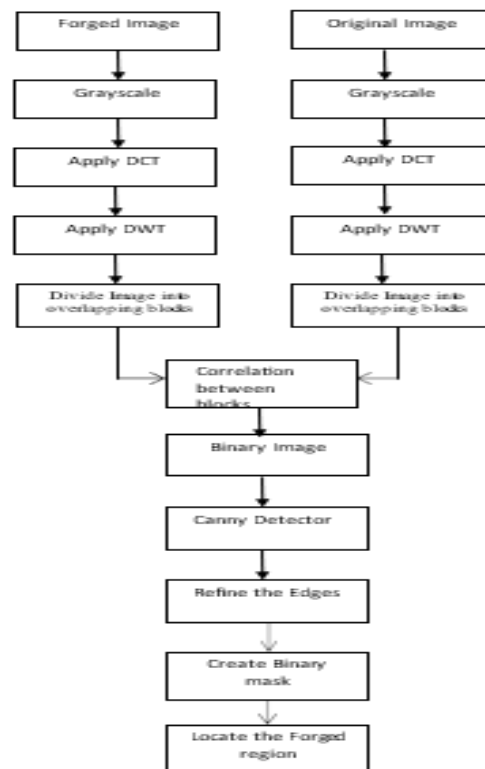 Forged Image
Original Image
Grayscale
Grayscale
Apply DCT
Apply DCT
Apply DWT
Apply DWT
Divide Image into
overlapping blocks
Divide Image into
overlapping blocks
Correlation
between
blocks
Binary Image
Canny Detector
Refine the Edges
Create Binary
mask
Locate the Forged
region